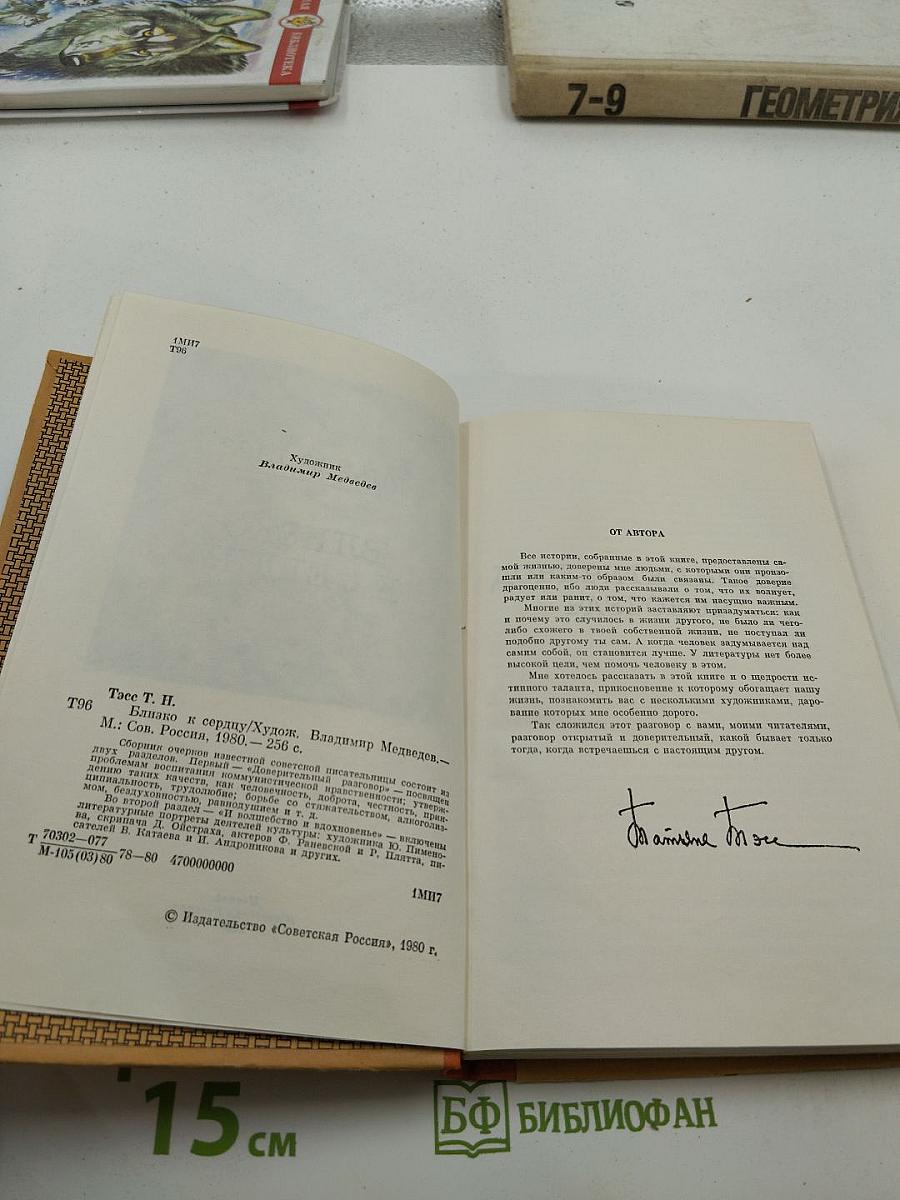 НАЯ
БИБЛИОТЕКА
7-9
ГЕОМЕТРИЯ
1МИ7
Т96
Художник
Владимир Медведев
Тэсс Т. Н.
Т96
Близко к сердцу/Худож. Владимир Медведев.—
М.: Сов. Россия, 1980.— 256 с.
Сборник очерков известной советской писательницы состоит из
двух разделов. Первый — «Доверительный разговор» — посвящен
проблемам воспитания коммунистической нравственности; утверж-
дению таких качеств, как человечность, доброта, честность, прин-
ципиальность, трудолюбие; борьбе со стяжательством, алкоголиз-
мом, бездуховностью, равнодушием и т. д.
Во второй раздел — «И волшебство и вдохновенье» — включены
литературные портреты деятелей культуры: художника Ю. Пимено-
ва, скрипача Д. Ойстраха, актеров Ф. Раневской и Р. Плятта, пи-
сателей В. Катаева и И. Андроникова и других.
Т 70302—077
М-105(03)80 78—80 4700000000
1МИ7
© Издательство «Советская Россия», 1980 г.
ОТ АВТОРА
Все истории, собранные в этой книге, предоставлены са-
мой жизнью, доверены мне людьми, с которыми они произо-
шли или каким-то образом были связаны. Такое доверие
драгоценно, ибо люди рассказывали о том, что их волнует,
радует или ранит, о том, что кажется им насущно важным.
Многие из этих историй заставляют призадуматься: как
и почему это случилось в жизни другого, не было ли чего-
либо схожего в твоей собственной жизни, не поступал ли
подобно другому ты сам. А когда человек задумывается над
самим собой, он становится лучше. У литературы нет более
высокой цели, чем помочь человеку в этом.
Мне хотелось рассказать в этой книге и о щедрости ис-
тинного таланта, прикосновение к которому обогащает нашу
жизнь, познакомить вас с несколькими художниками, даро-
вание которых мне особенно дорого.
Так сложился этот разговор с вами, моими читателями,
разговор открытый и доверительный, какой бывает только
тогда, когда встречаешься с настоящим другом.
Татьяна Тэсс
15 см
БФ БИБЛИОФАН